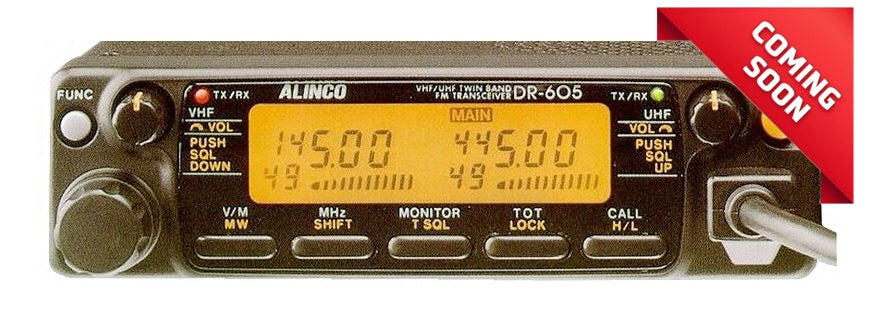 COMING
SOON
FUNC
TX/RX
ALINCO
VHF/UHF TWIN BAND
FM TRANSCEIVER DR-605
TX/RX
VHF
VOL
PUSH
SQL
DOWN
MAIN
145.00
445.00
49
49
UHF
VOL
PUSH
SQL
UP
V/M
MW
MHz
SHIFT
MONITOR
T SQL
TOT
LOCK
CALL
H/L